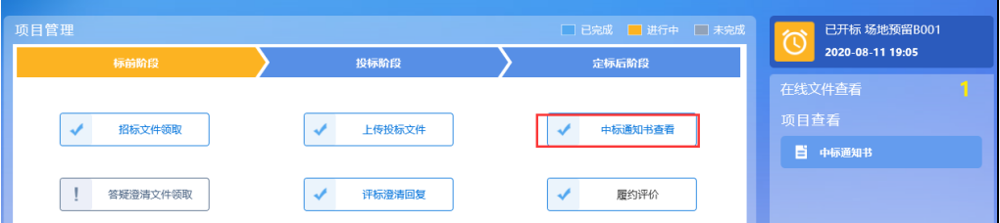 项目管理
已完成 进行中 未完成
标前阶段 投标阶段 定标后阶段
招标文件领取 上传投标文件 中标通知书查看
! 答疑澄清文件领取 评标澄清回复 履约评价
已开标 场地预留B001
2020-08-11 19:05
在线文件查看 1
项目查看
中标通知书